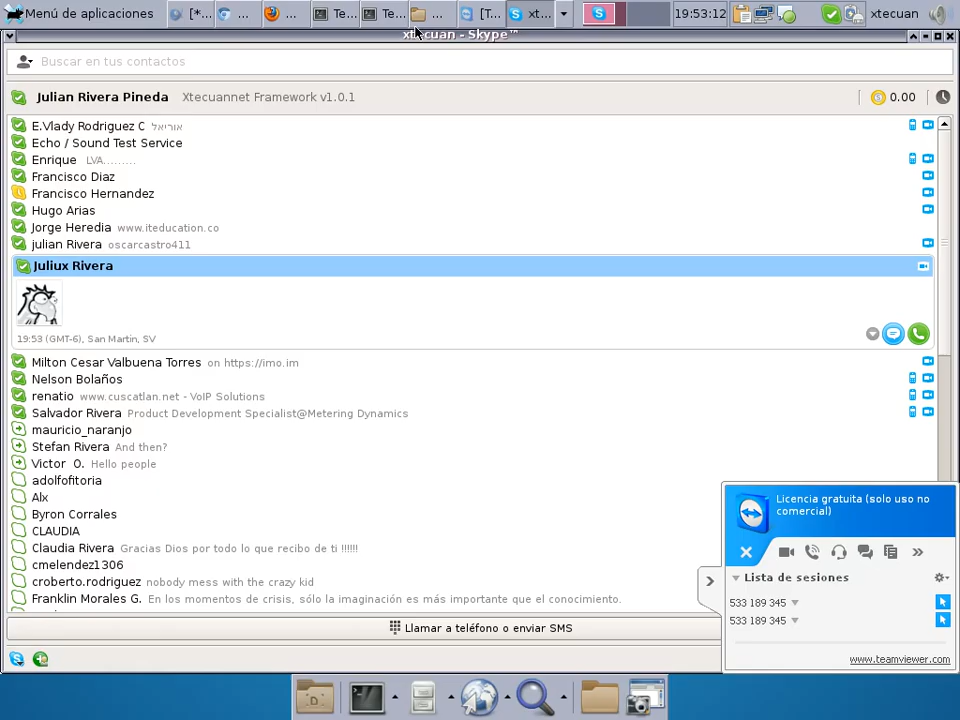 Menú de aplicaciones [*... ... ... Te... Te... ... [T... xt... 19:53:12 xtecuan
xtecuan - Skype™
Buscar en tus contactos
Julian Rivera Pineda Xtecuannet Framework v1.0.1 0.00
E.Vlady Rodriguez C אוריאל
Echo / Sound Test Service
Enrique LVA.........
Francisco Diaz
Francisco Hernandez
Hugo Arias
Jorge Heredia www.iteducation.co
julian Rivera oscarcastro411
Juliux Rivera
19:53 (GMT-6), San Martin, SV
Milton Cesar Valbuena Torres on https://imo.im
Nelson Bolaños
renatio www.cuscatlan.net - VoIP Solutions
Salvador Rivera Product Development Specialist@Metering Dynamics
mauricio_naranjo
Stefan Rivera And then?
Victor O. Hello people
adolfofitoria
Alx
Byron Corrales
CLAUDIA
Claudia Rivera Gracias Dios por todo lo que recibo de ti !!!!!!
cmelendez1306
croberto.rodriguez nobody mess with the crazy kid
Franklin Morales G. En los momentos de crisis, sólo la imaginación es más importante que el conocimiento.
Llamar a teléfono o enviar SMS
Licencia gratuita (solo uso no
comercial)
Lista de sesiones
533 189 345
533 189 345
www.teamviewer.com